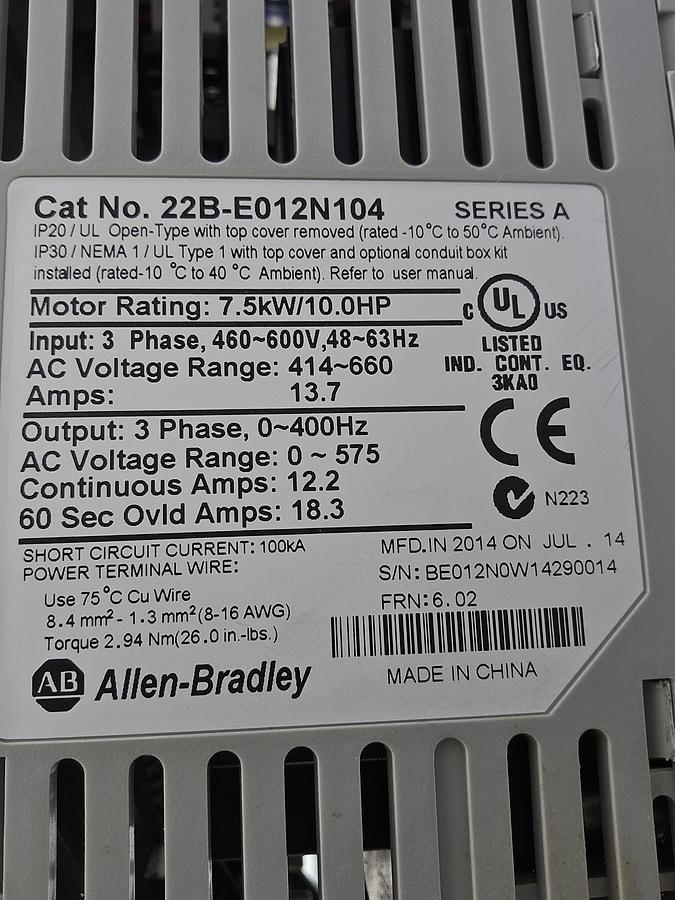 Cat No. 22B-E012N104 SERIES A
IP20 / UL Open-Type with top cover removed (rated -10°C to 50°C Ambient).
IP30 / NEMA 1 / UL Type 1 with top cover and optional conduit box kit
installed (rated-10 °C to 40 °C Ambient). Refer to user manual.
Motor Rating: 7.5kW/10.0HP
Input: 3 Phase, 460~600V,48~63Hz
AC Voltage Range: 414~660
Amps: 13.7
C UL US
LISTED
IND. CONT. EQ.
3KA0
Output: 3 Phase, 0~400Hz
AC Voltage Range: 0 ~ 575
Continuous Amps: 12.2
60 Sec Ovld Amps: 18.3
CE
N223
SHORT CIRCUIT CURRENT: 100kA
POWER TERMINAL WIRE:
Use 75°C Cu Wire
8.4 mm² - 1.3 mm²(8-16 AWG)
Torque 2.94 Nm(26.0 in.-lbs.)
MFD.IN 2014 ON JUL . 14
S/N: BE012N0W14290014
FRN:6.02
AB Allen-Bradley
MADE IN CHINA